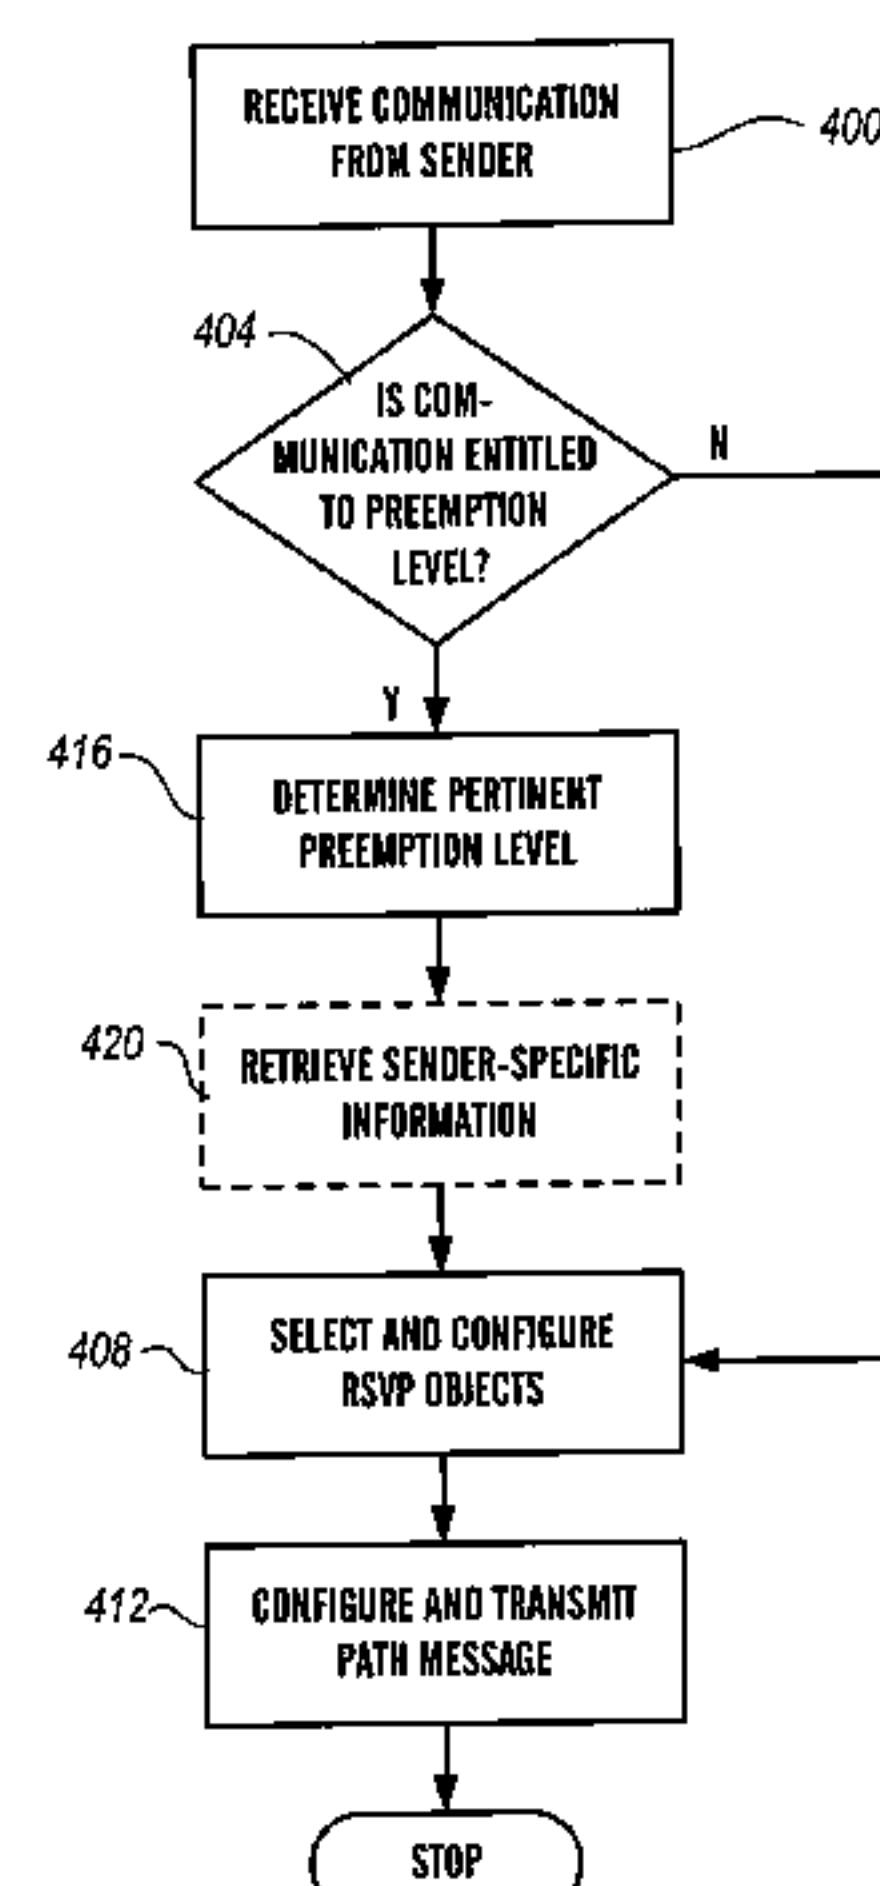 RECEIVE COMMUNICATION
FROM SENDER
400
404
IS COM-
MUNICATION ENTITLED
TO PREEMPTION
LEVEL?
N
Y
416
DETERMINE PERTINENT
PREEMPTION LEVEL
420
RETRIEVE SENDER-SPECIFIC
INFORMATION
408
SELECT AND CONFIGURE
RSVP OBJECTS
412
CONFIGURE AND TRANSMIT
PATH MESSAGE
STOP